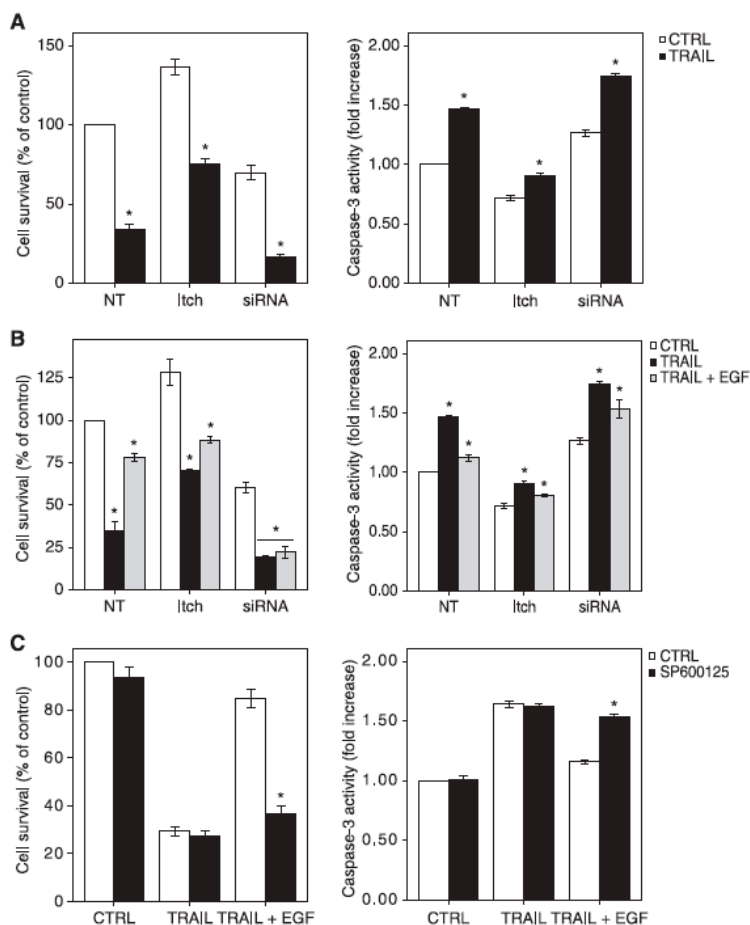 A
Cell survival (% of control)
150
100
50
0
NT Itch siRNA
Caspase-3 activity (fold increase)
2.00
1.50
1.00
0.50
0.00
NT Itch siRNA
CTRL
TRAIL
*
*
*
*
*
*
B
Cell survival (% of control)
125
100
75
50
25
0
NT Itch siRNA
Caspase-3 activity (fold increase)
2.00
1.50
1.00
0.50
0.00
NT Itch siRNA
CTRL
TRAIL
TRAIL + EGF
*
*
*
*
*
*
*
*
*
*
*
C
Cell survival (% of control)
100
80
60
40
20
0
CTRL TRAIL TRAIL + EGF
Caspase-3 activity (fold increase)
2.00
1.50
1.00
0.50
0.00
CTRL TRAIL TRAIL + EGF
CTRL
SP600125
*
*